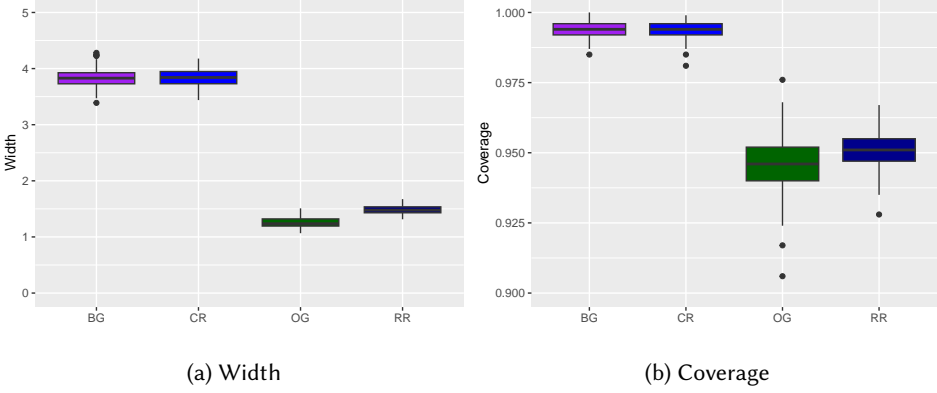 Width
5
4
3
2
1
0
BG CR OG RR
(a) Width
Coverage
1.000
0.975
0.950
0.925
0.900
BG CR OG RR
(b) Coverage